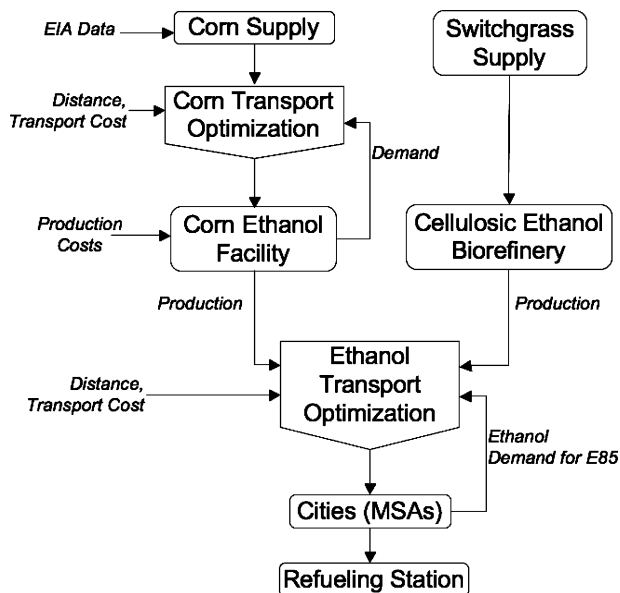 EIA Data
Corn Supply
Switchgrass
Supply
Distance,
Transport Cost
Corn Transport
Optimization
Demand
Production
Costs
Corn Ethanol
Facility
Cellulosic Ethanol
Biorefinery
Production
Production
Distance,
Transport Cost
Ethanol
Transport
Optimization
Ethanol
Demand for E85
Cities (MSAs)
Refueling Station